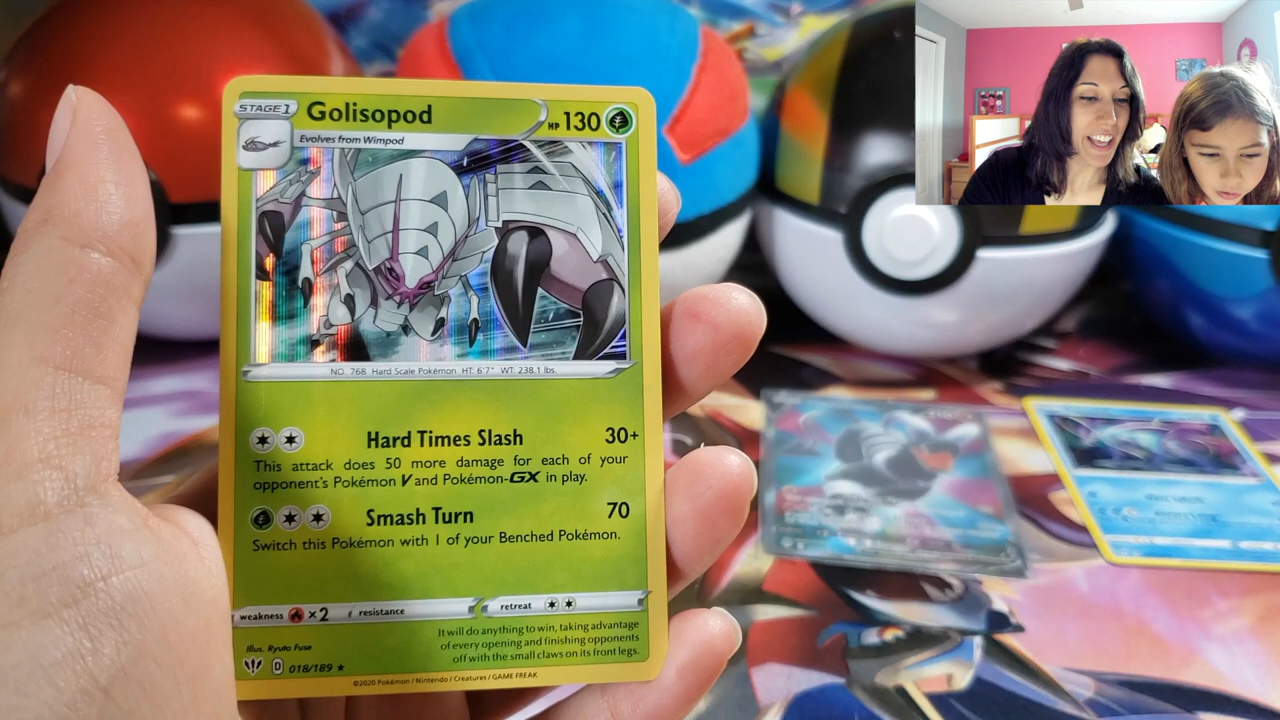 STAGE 1
Golisopod
HP 130
Evolves from Wimpod
NO. 768 Hard Scale Pokémon HT: 6'7" WT: 238.1 lbs.
Hard Times Slash 30+
This attack does 50 more damage for each of your
opponent's Pokémon V and Pokémon-GX in play.
Smash Turn 70
Switch this Pokémon with 1 of your Benched Pokémon.
weakness ×2 resistance retreat
Illus. Ryuta Fuse
It will do anything to win, taking advantage
of every opening and finishing opponents
off with the small claws on its front legs.
D 018/189 ★
©2020 Pokémon / Nintendo / Creatures / GAME FREAK